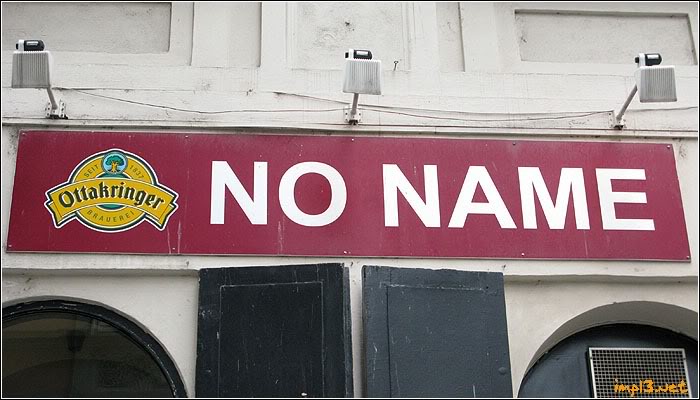 SEIT 1837
Ottakringer
BRAUEREI
NO NAME
impl3.net